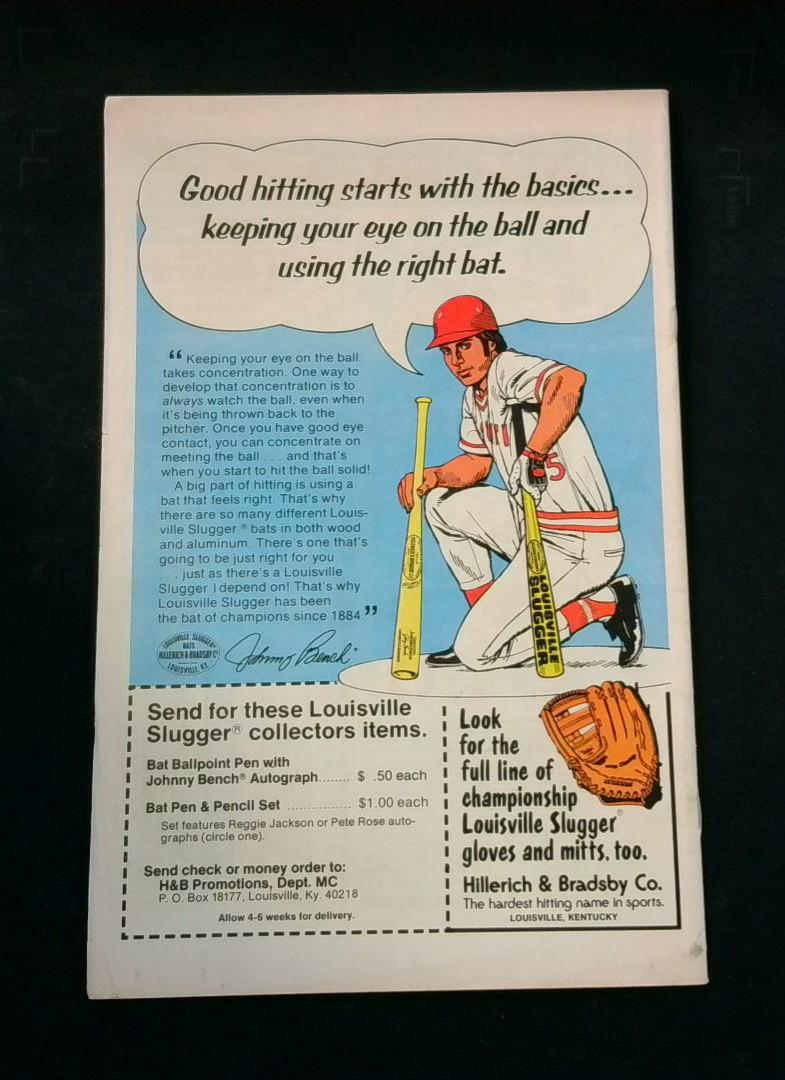 Good hitting starts with the basics...
keeping your eye on the ball and
using the right bat.
“Keeping your eye on the ball
takes concentration. One way to
develop that concentration is to
always watch the ball, even when
it's being thrown back to the
pitcher. Once you have good eye
contact, you can concentrate on
meeting the ball . . . and that's
when you start to hit the ball solid!
A big part of hitting is using a
bat that feels right. That's why
there are so many different Louis-
ville Slugger® bats in both wood
and aluminum. There's one that's
going to be just right for you
. . . just as there's a Louisville
Slugger I depend on! That's why
Louisville Slugger has been
the bat of champions since 1884.”
LOUISVILLE SLUGGER®
BATS
HILLERICH & BRADSBY Cº
LOUISVILLE, KY.
Johnny Bench®
5
LOUISVILLE
SLUGGER
Send for these Louisville
Slugger® collectors items.
Bat Ballpoint Pen with
Johnny Bench® Autograph....... $ .50 each
Bat Pen & Pencil Set ................ $1.00 each
Set features Reggie Jackson or Pete Rose auto-
graphs (circle one).
Send check or money order to:
H&B Promotions, Dept. MC
P. O. Box 18177, Louisville, Ky. 40218
Allow 4-6 weeks for delivery.
Look
for the
full line of
championship
Louisville Slugger®
gloves and mitts, too.
Hillerich & Bradsby Co.
The hardest hitting name in sports.
LOUISVILLE, KENTUCKY